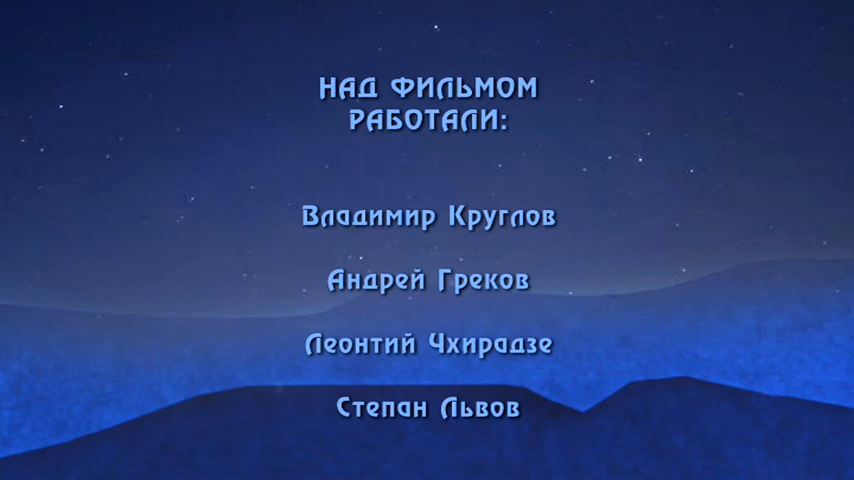 НАД ФИЛЬМОМ
РАБОТАЛИ:
Владимир Круглов
Андрей Греков
Леонтий Чхирадзе
Степан Львов